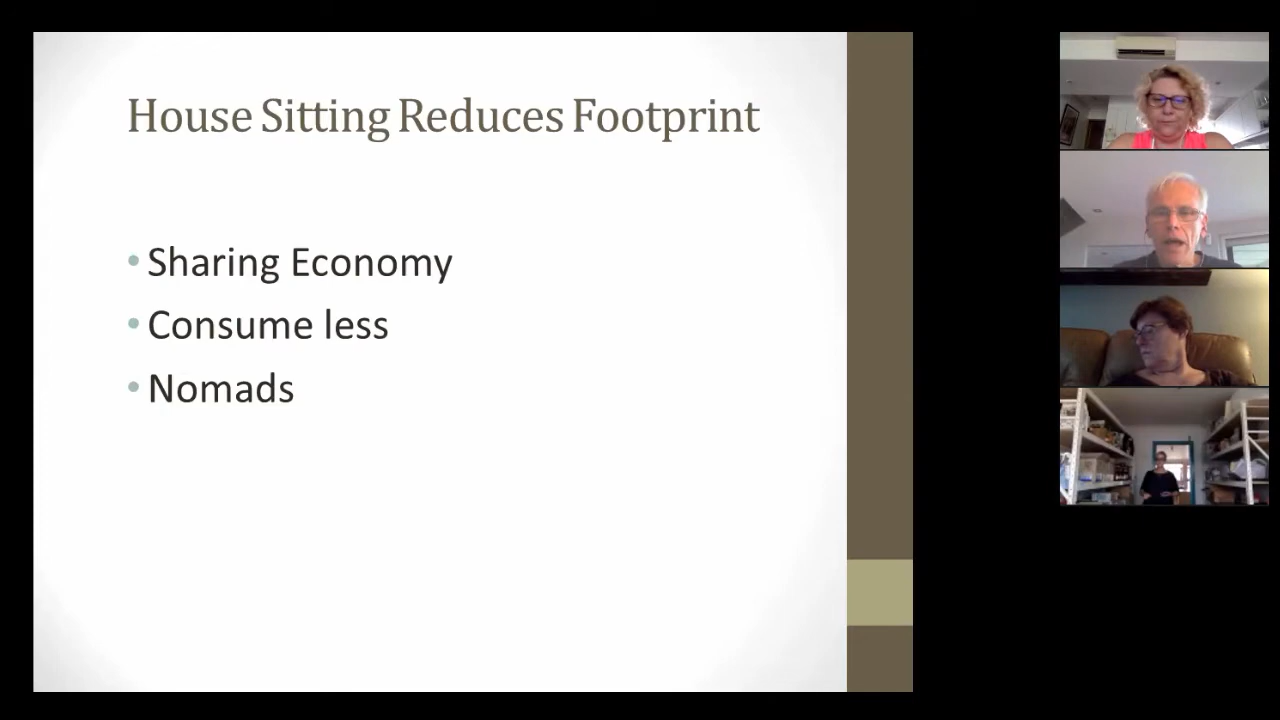 House Sitting Reduces Footprint
• Sharing Economy
• Consume less
• Nomads